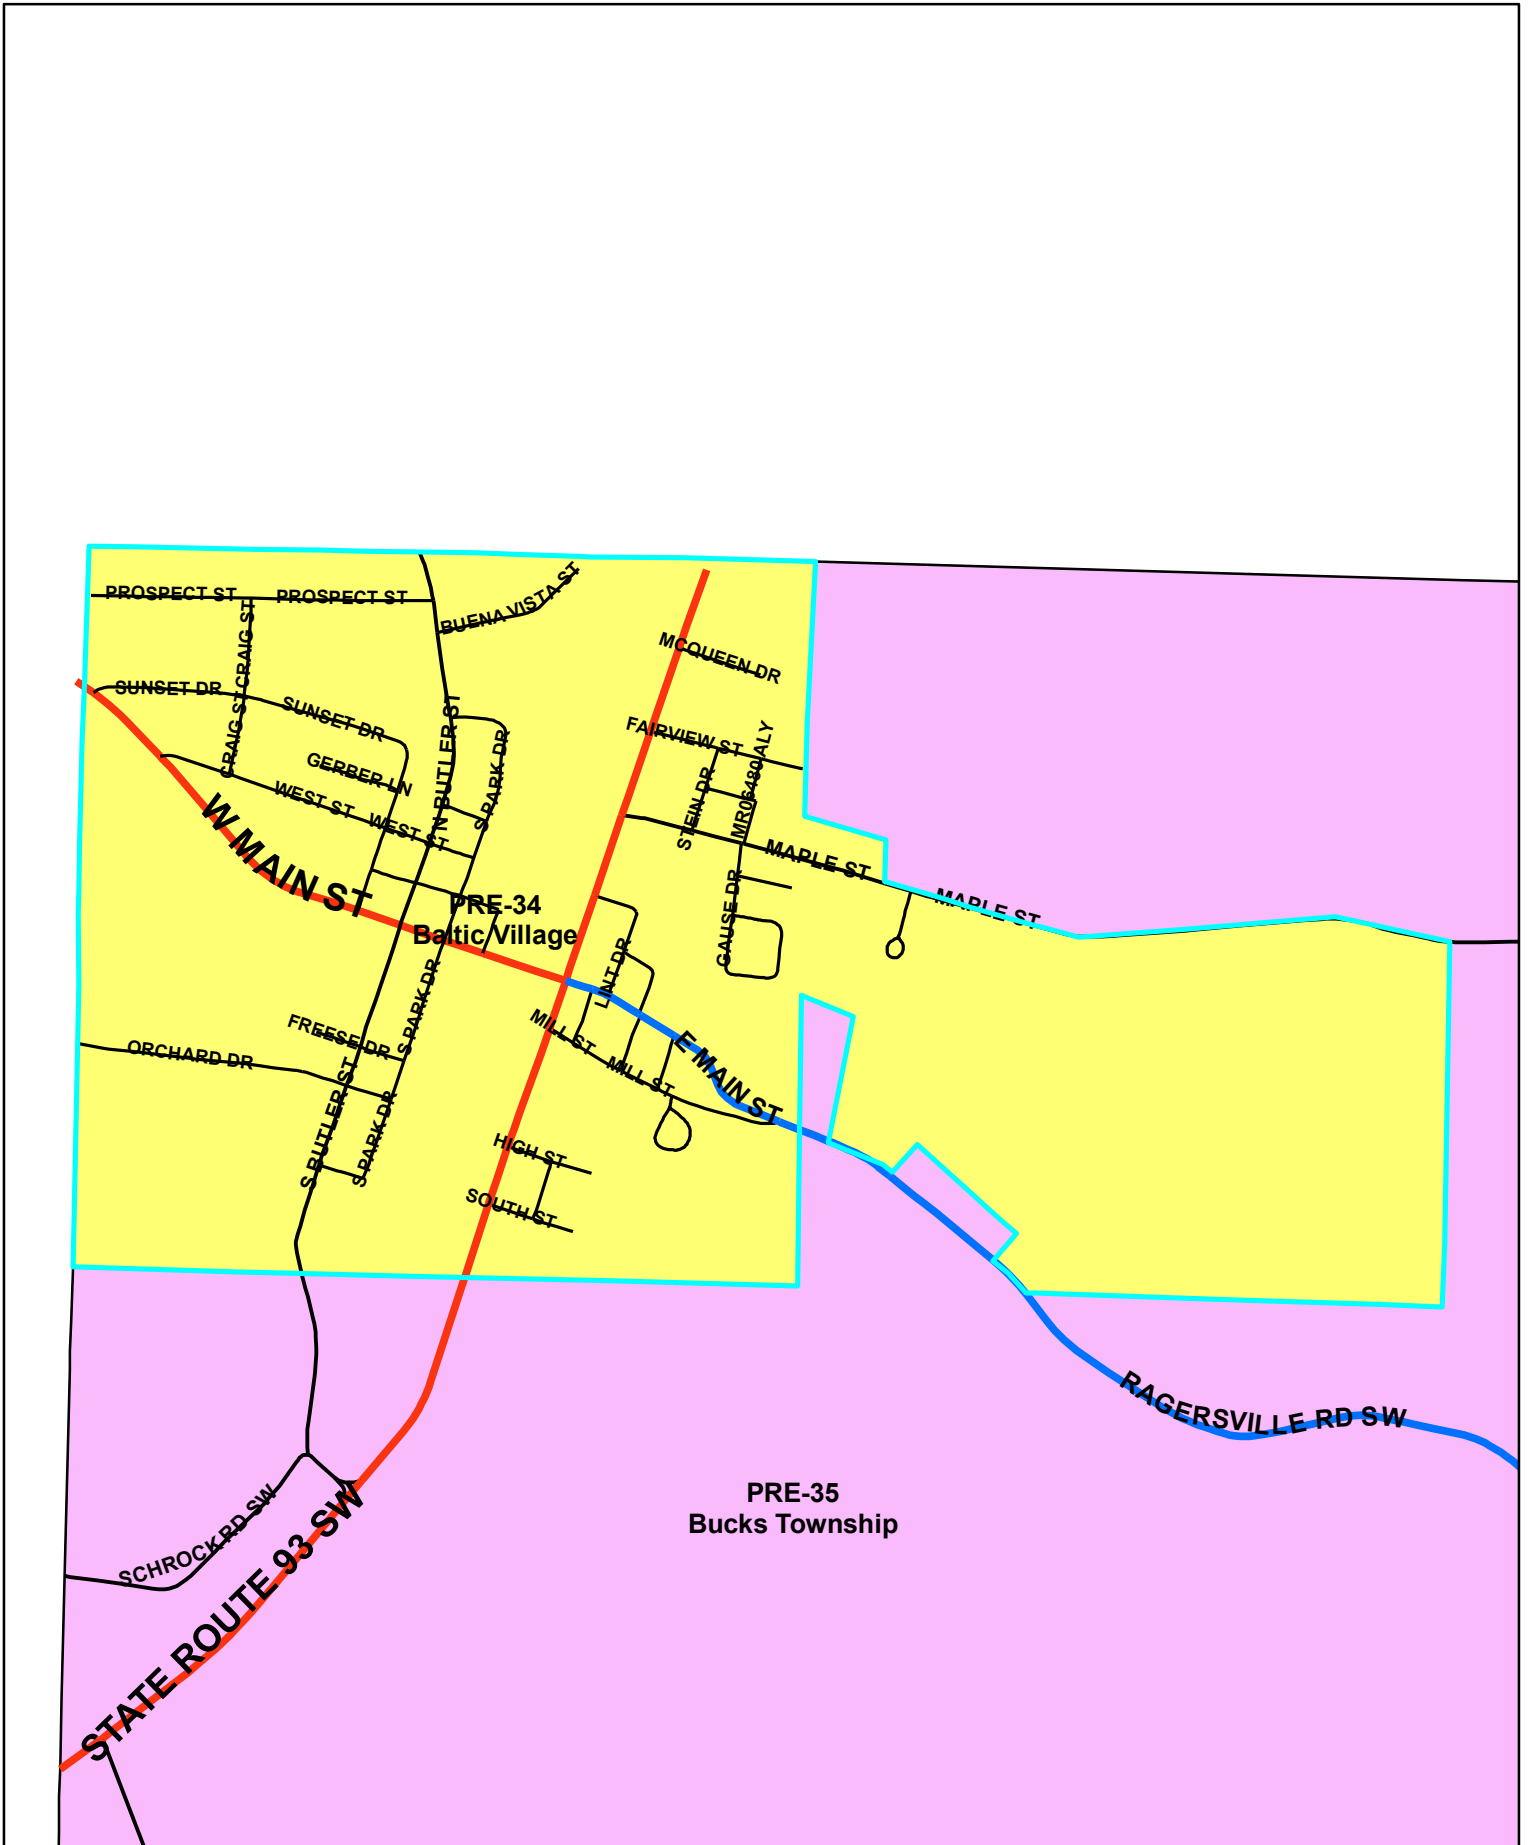 PROSPECT ST
PROSPECT ST
BUENA VISTA ST
CRAIG ST
CRAIG ST
MCQUEEN DR
SUNSET DR
SUNSET DR
N BUTLER ST
S PARK DR
FAIRVIEW ST
MR06480 ALY
STEIN DR
GERBER LN
WEST ST
WEST ST
W MAIN ST
MAPLE ST
MAPLE ST
GAUSE DR
PRE-34
Baltic Village
LINT DR
S PARK DR
FREESE DR
ORCHARD DR
MILL ST
MILL ST
E MAIN ST
S BUTLER ST
S PARK DR
HIGH ST
SOUTH ST
RAGERSVILLE RD SW
PRE-35
Bucks Township
SCHROCK RD SW
STATE ROUTE 93 SW